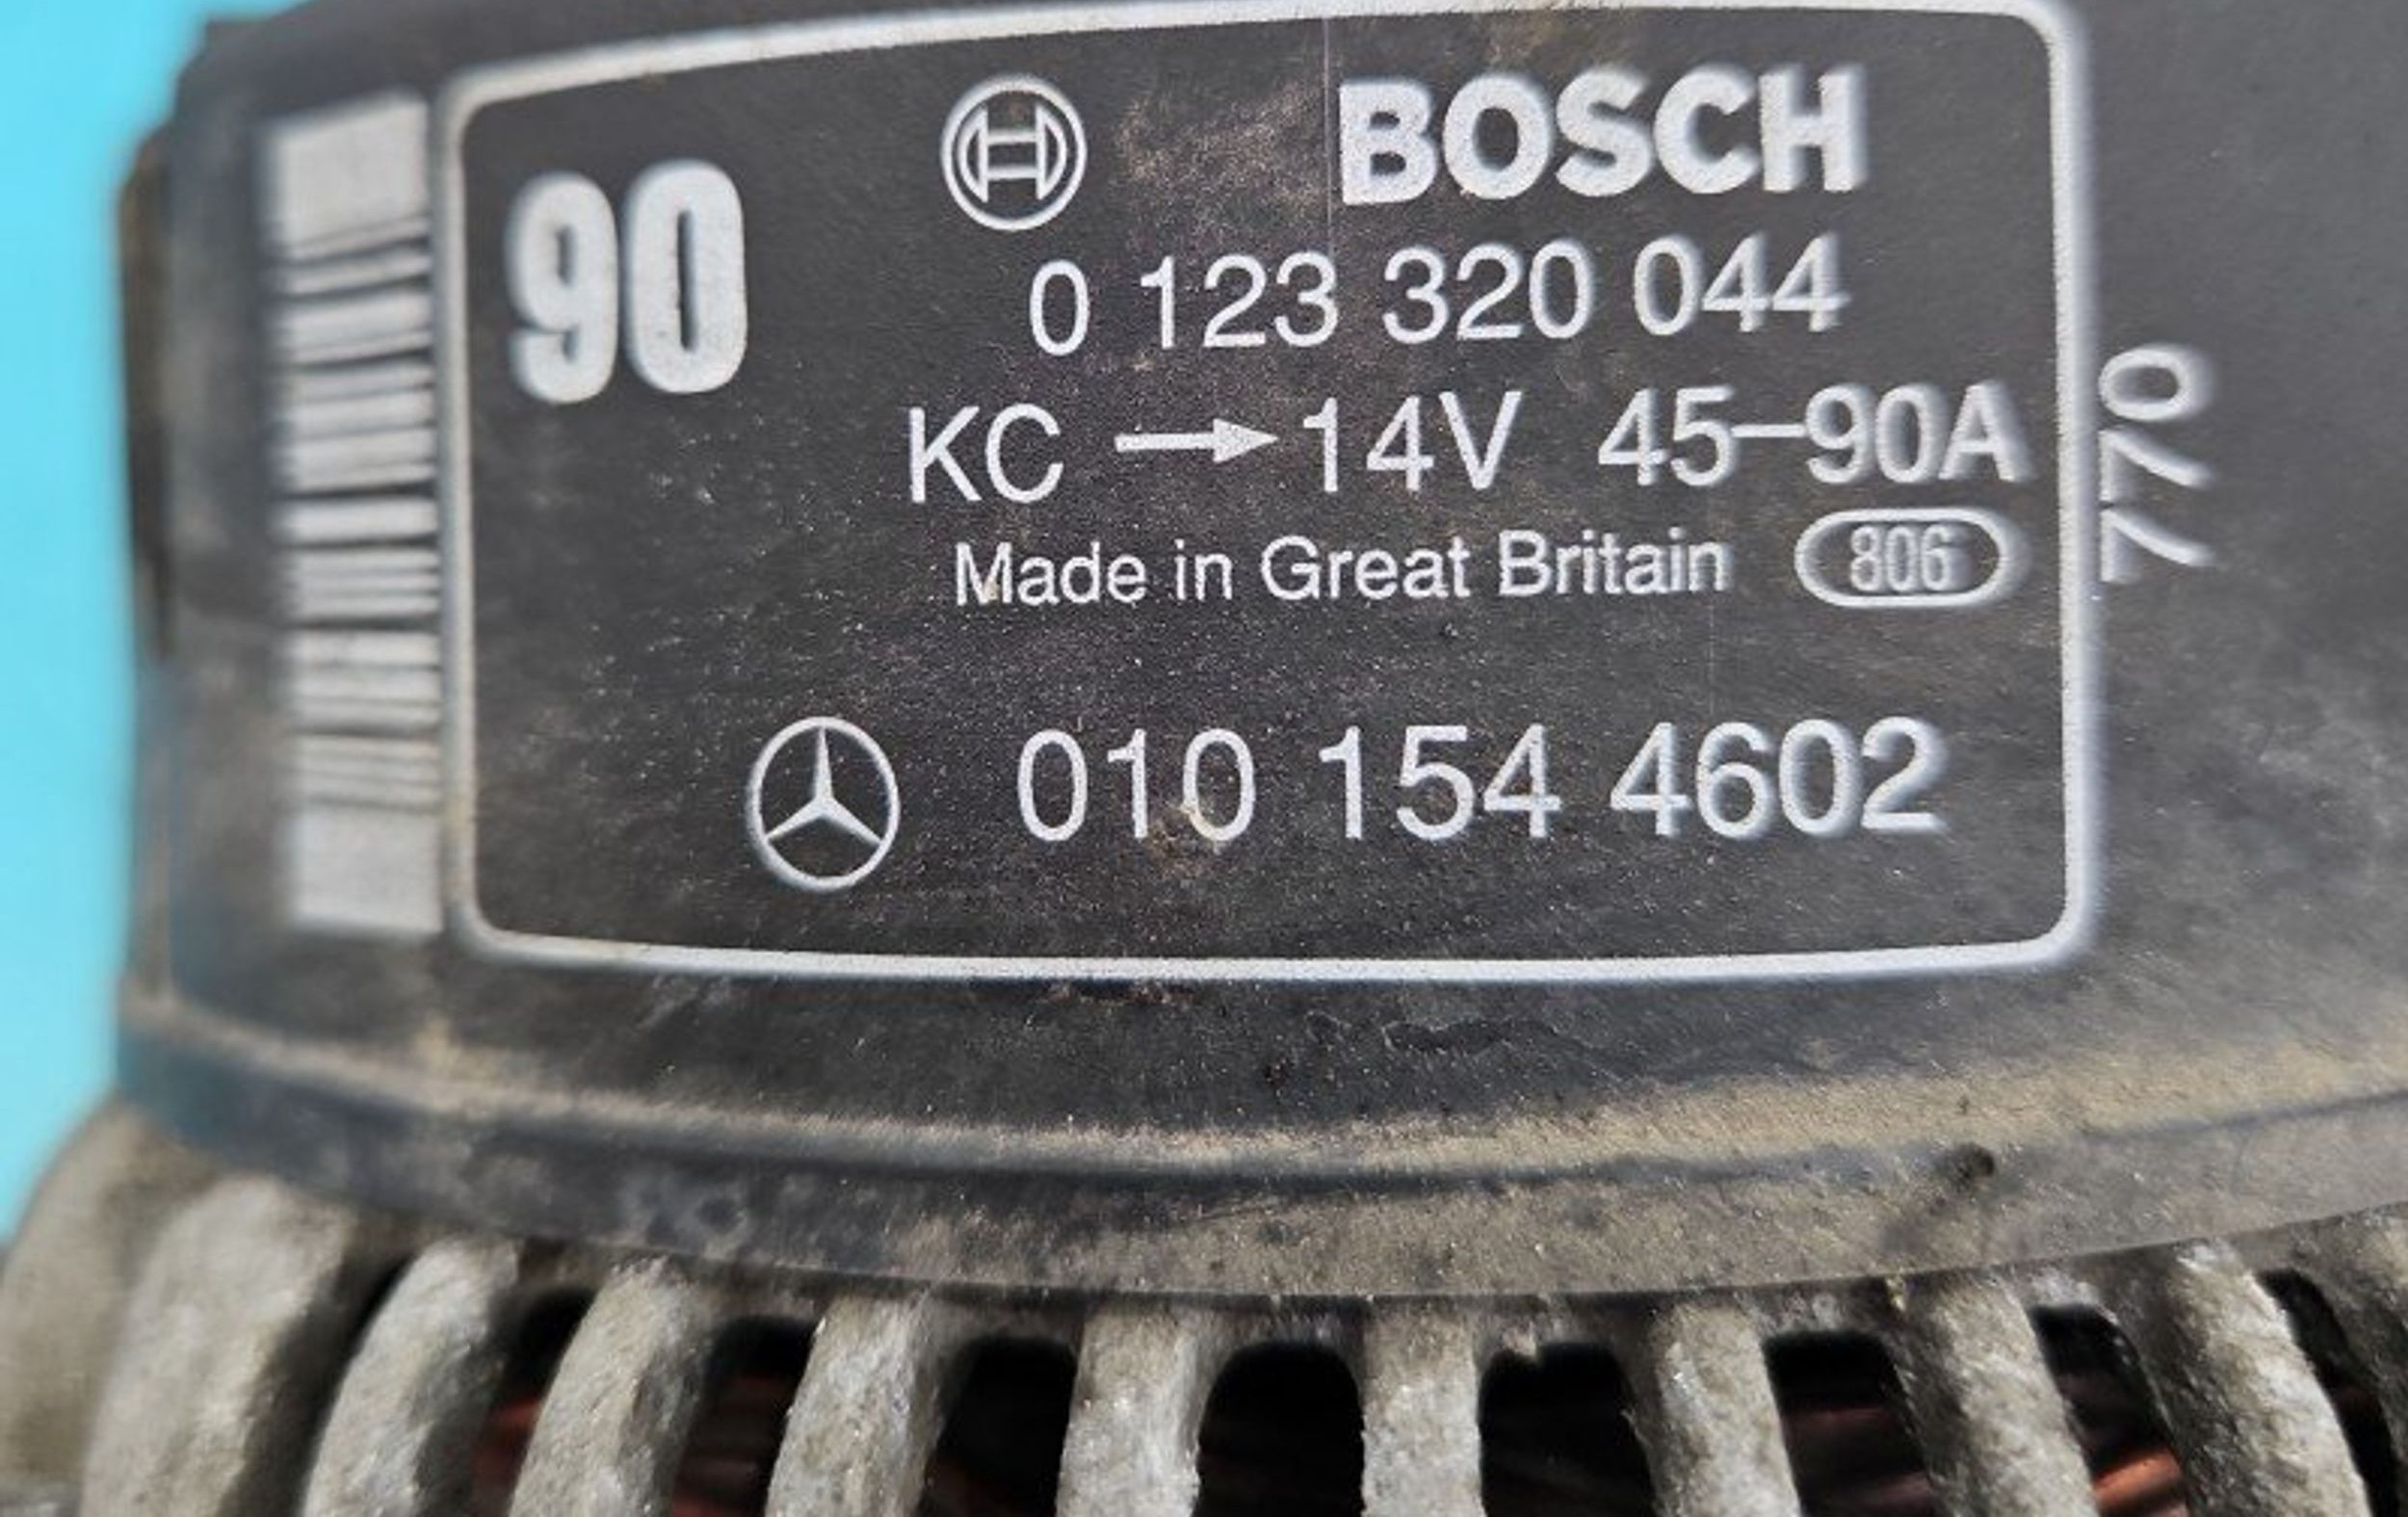 90
BOSCH
0 123 320 044
KC → 14V 45–90A
Made in Great Britain 806
010 154 4602
770